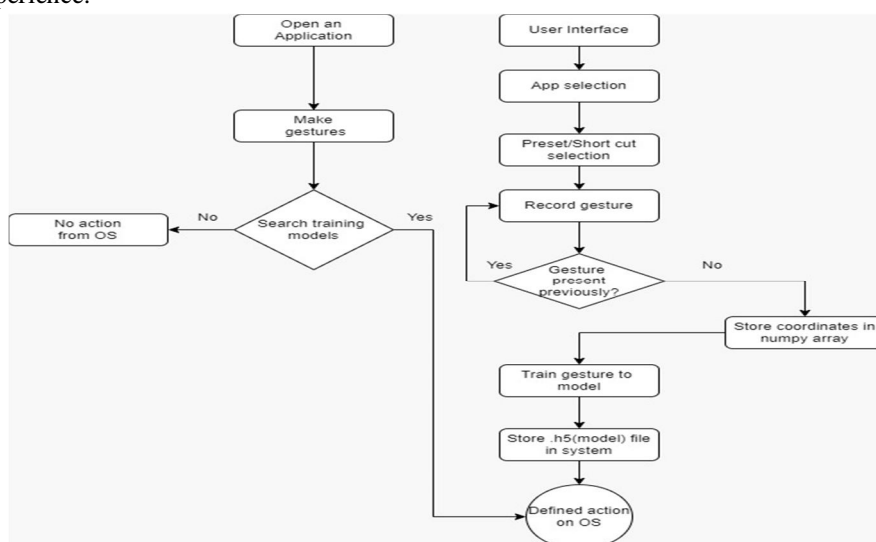 Open an
Application
Make
gestures
Search training
models
No
Yes
No action
from OS
User Interface
App selection
Preset/Short cut
selection
Record gesture
Gesture
present
previously?
Yes
No
Store coordinates in
numpy array
Train gesture to
model
Store .h5(model) file
in system
Defined action
on OS